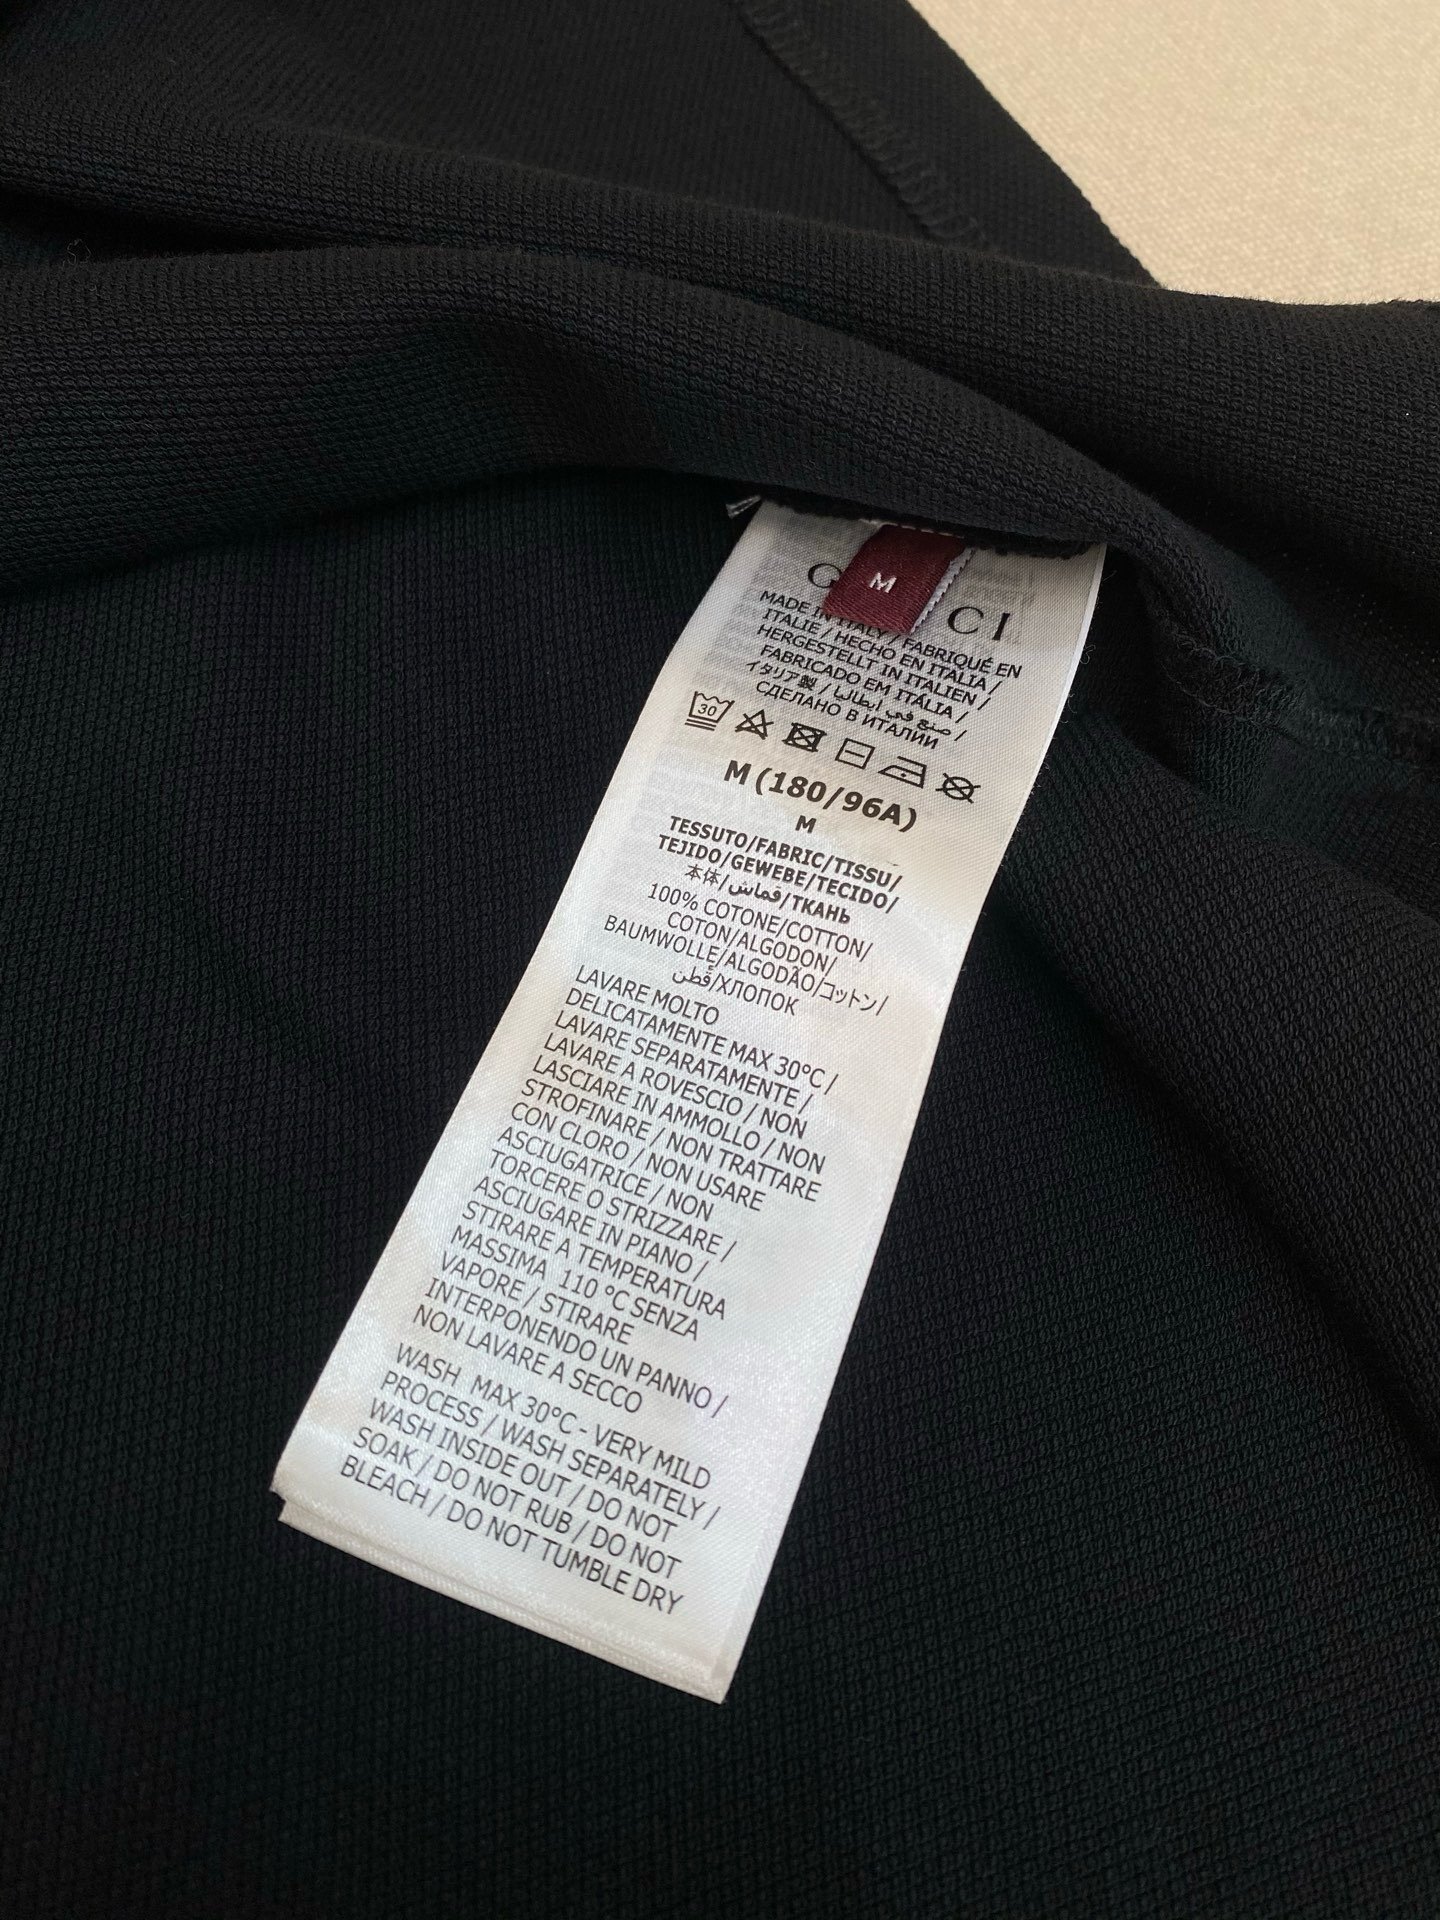 M
G CI
MADE IN ITALY / FABRIQUÉ EN
ITALIE / HECHO EN ITALIA /
HERGESTELLT IN ITALIEN /
FABRICADO EM ITÁLIA /
イタリア製 / صنع في ايطاليا /
СДЕЛАНО В ИТАЛИИ
30
M (180/96A)
M
TESSUTO/FABRIC/TISSU/
TEJIDO/GEWEBE/TECIDO/
本体/قماش/ТКАНЬ
100% COTONE/COTTON/
COTON/ALGODON/
BAUMWOLLE/ALGODÃO/コットン/
قُطن/ХЛОПОК
LAVARE MOLTO
DELICATAMENTE MAX 30°C /
LAVARE SEPARATAMENTE /
LAVARE A ROVESCIO / NON
LASCIARE IN AMMOLLO / NON
STROFINARE / NON TRATTARE
CON CLORO / NON USARE
ASCIUGATRICE / NON
TORCERE O STRIZZARE /
ASCIUGARE IN PIANO /
STIRARE A TEMPERATURA
MASSIMA 110 °C SENZA
VAPORE / STIRARE
INTERPONENDO UN PANNO /
NON LAVARE A SECCO
WASH MAX 30°C - VERY MILD
PROCESS / WASH SEPARATELY /
WASH INSIDE OUT / DO NOT
SOAK / DO NOT RUB / DO NOT
BLEACH / DO NOT TUMBLE DRY